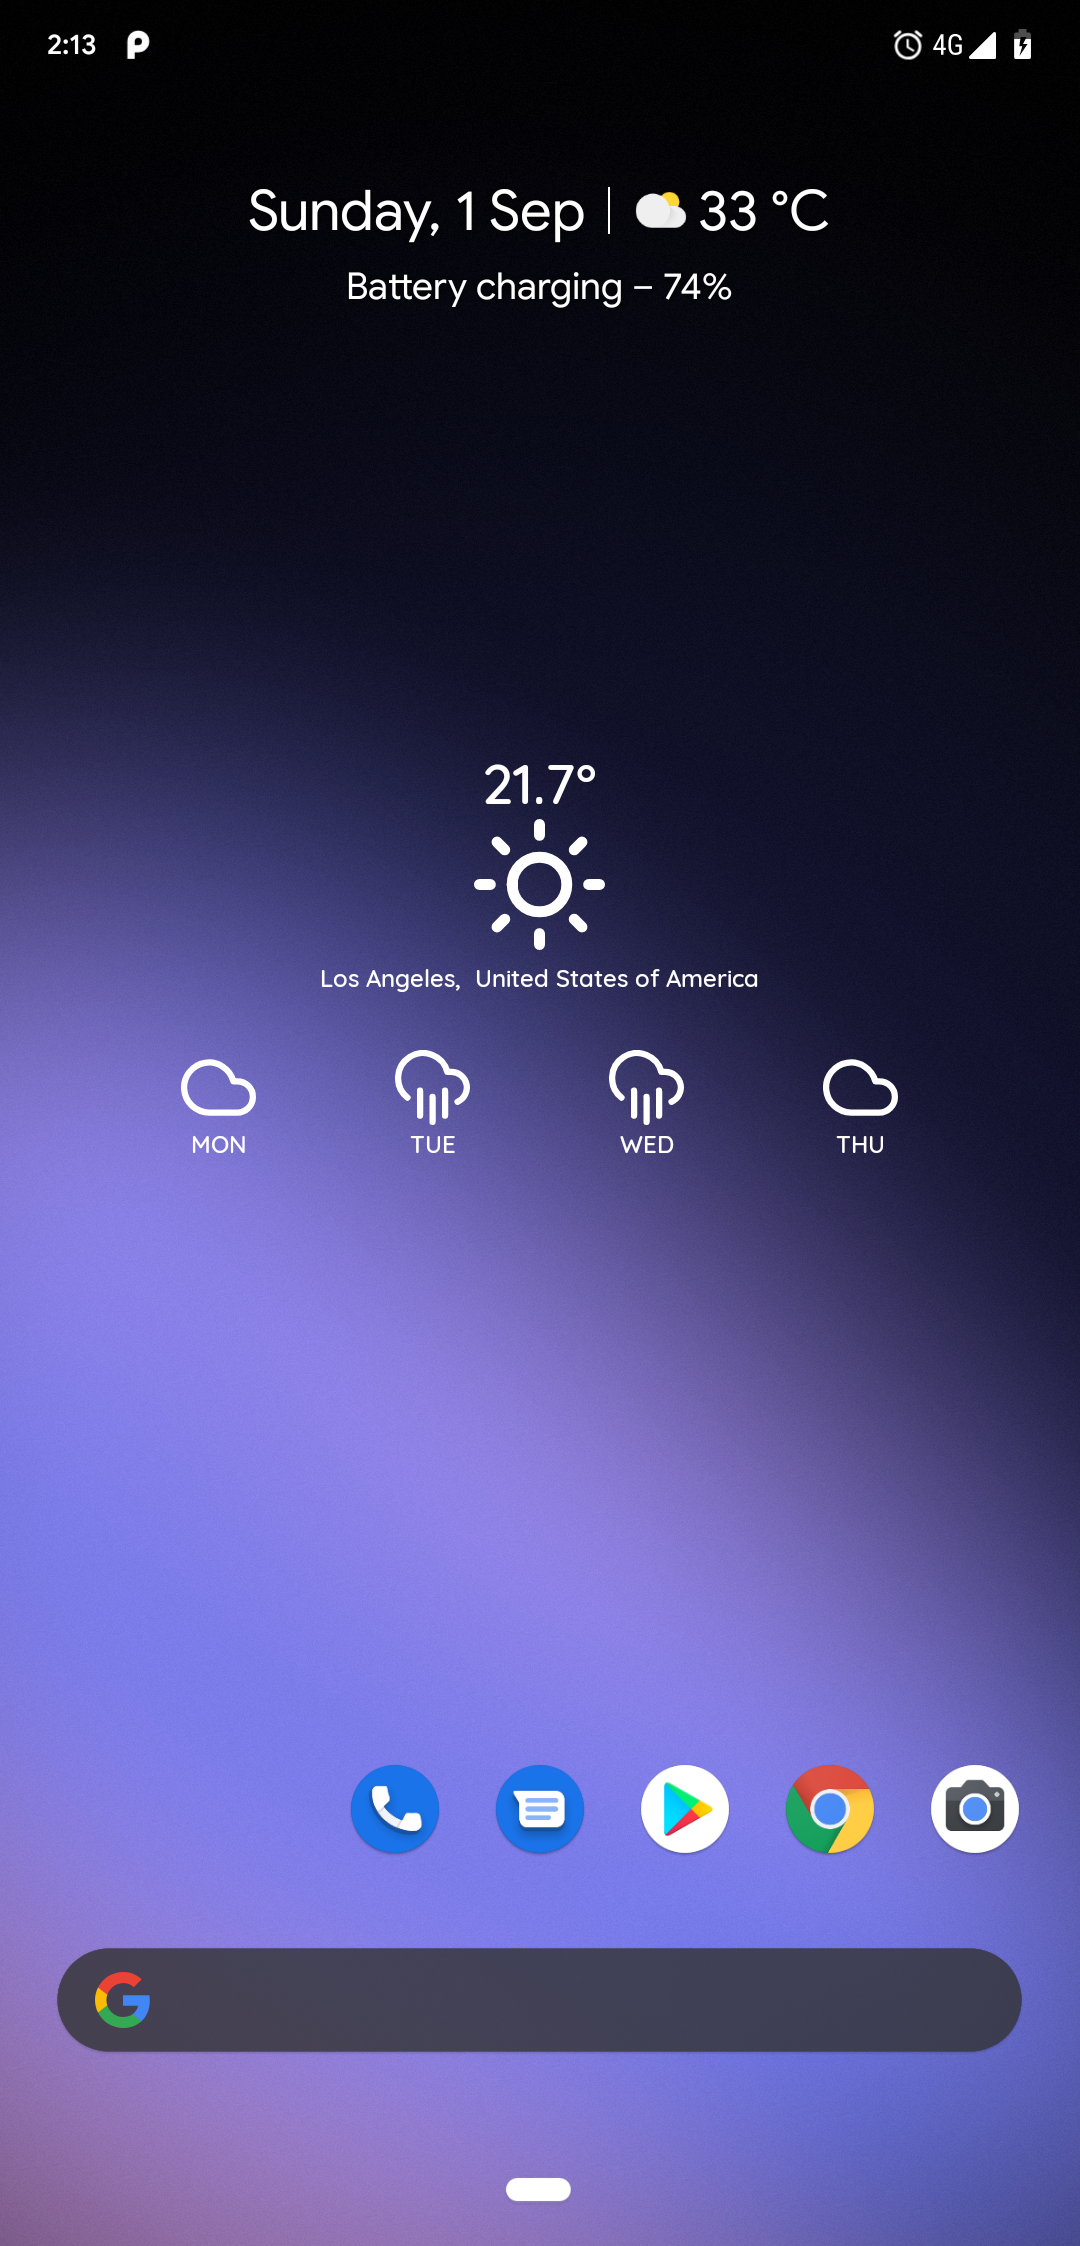 2:13 4G
Sunday, 1 Sep 33 °C
Battery charging – 74%
21.7°
Los Angeles, United States of America
MON TUE WED THU